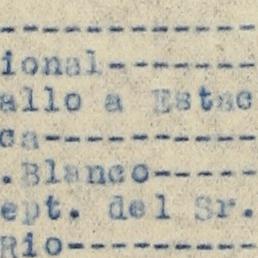 -----------
ional-------
allo a Estac
ca----------
.Blanco-----
ept. del Sr.
Rio---------